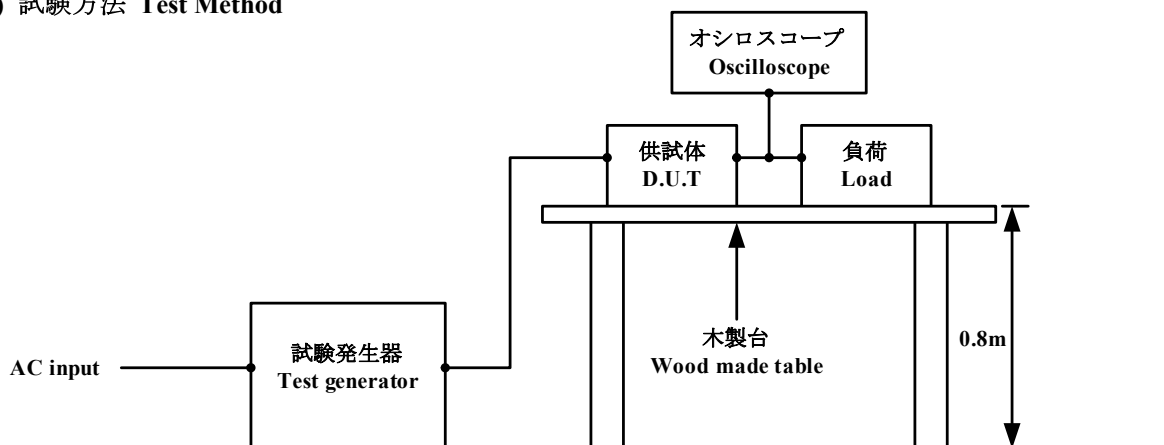 ) 試験方法 Test Method
オシロスコープ
Oscilloscope
供試体
D.U.T
負荷
Load
木製台
Wood made table
0.8m
試験発生器
Test generator
AC input